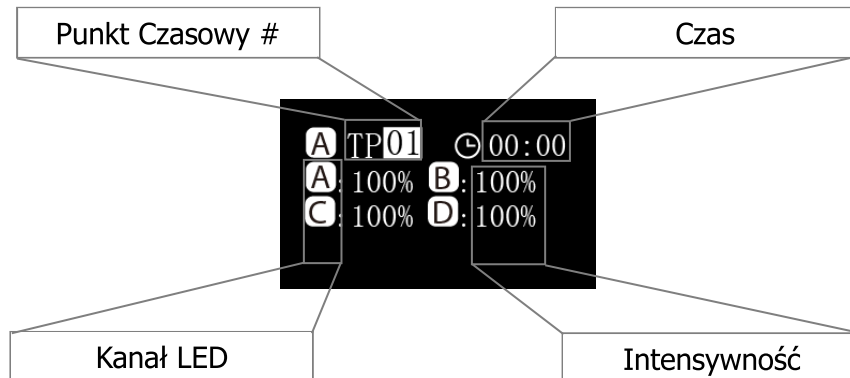 Punkt Czasowy #
Czas
A TP01 00:00
A: 100% B: 100%
C: 100% D: 100%
Kanał LED
Intensywność